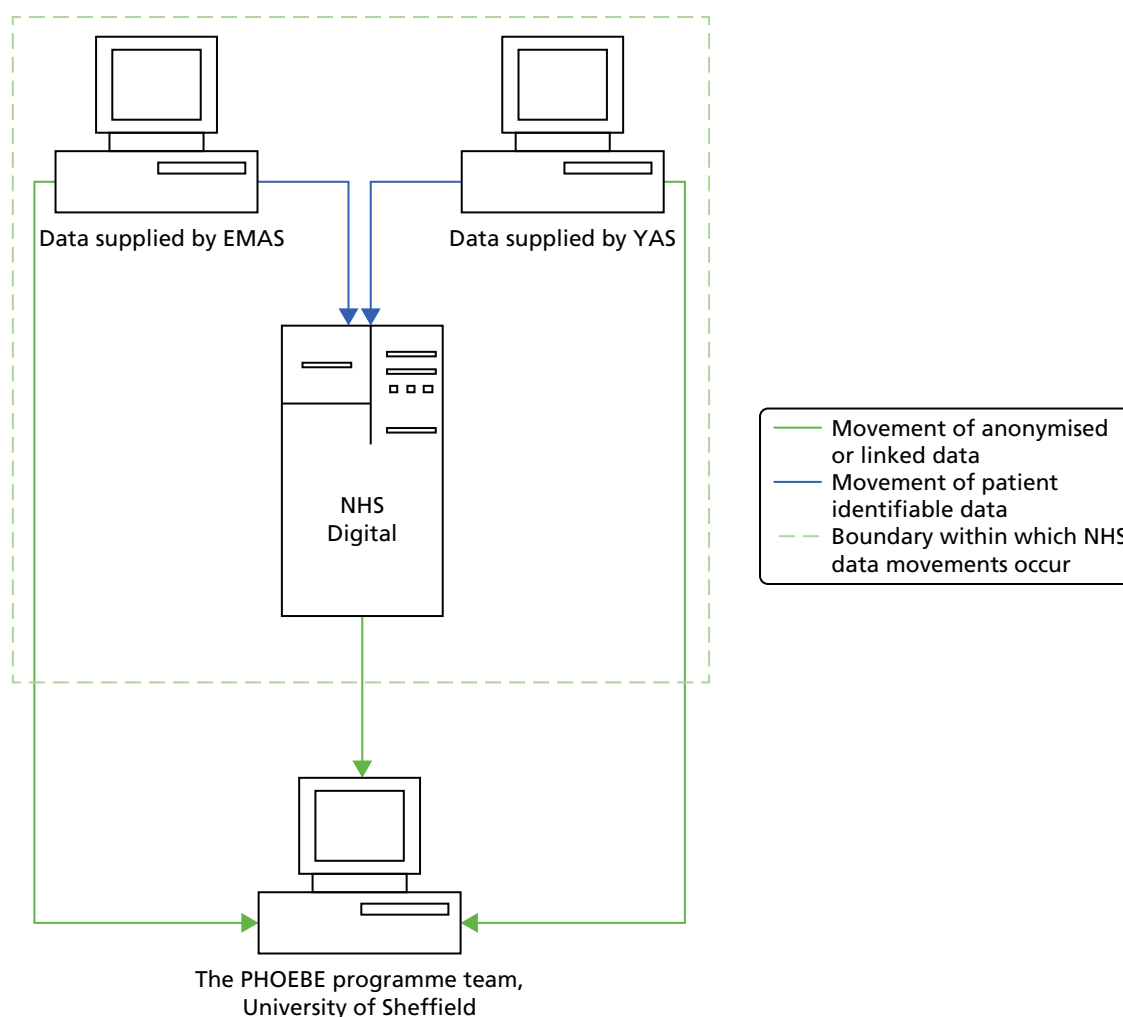 Data supplied by EMAS
Data supplied by YAS
NHS
Digital
Movement of anonymised
or linked data
Movement of patient
identifiable data
Boundary within which NHS
data movements occur
The PHOEBE programme team,
University of Sheffield